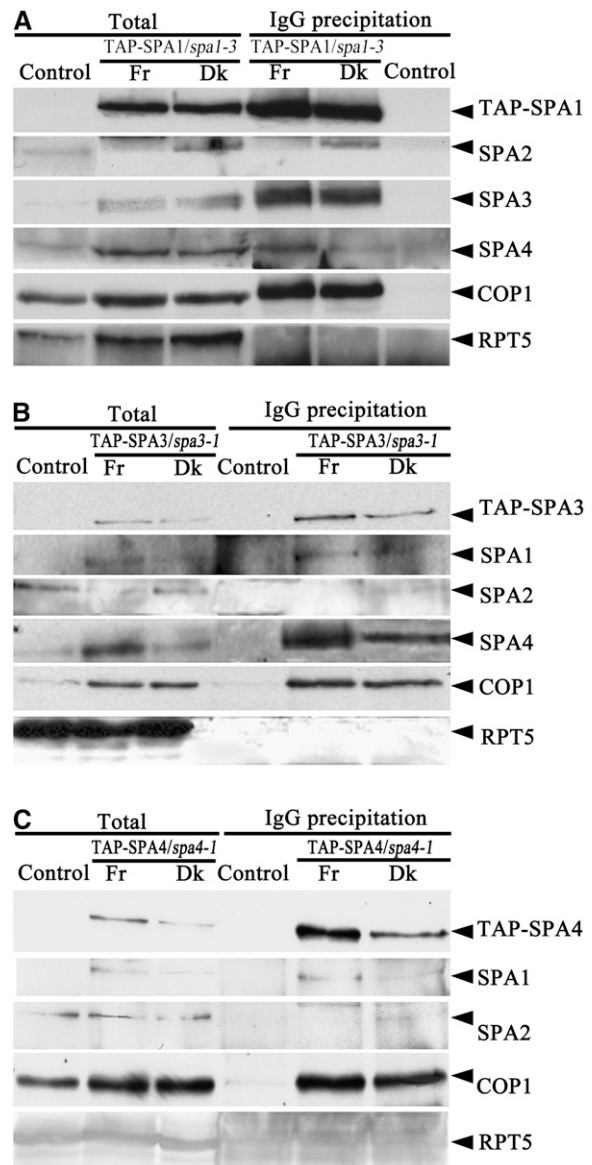 A
Total IgG precipitation
TAP-SPA1/spa1-3 TAP-SPA1/spa1-3
Control Fr Dk Fr Dk Control
TAP-SPA1
SPA2
SPA3
SPA4
COP1
RPT5
B
Total IgG precipitation
TAP-SPA3/spa3-1 TAP-SPA3/spa3-1
Control Fr Dk Control Fr Dk
TAP-SPA3
SPA1
SPA2
SPA4
COP1
RPT5
C
Total IgG precipitation
TAP-SPA4/spa4-1 TAP-SPA4/spa4-1
Control Fr Dk Control Fr Dk
TAP-SPA4
SPA1
SPA2
COP1
RPT5